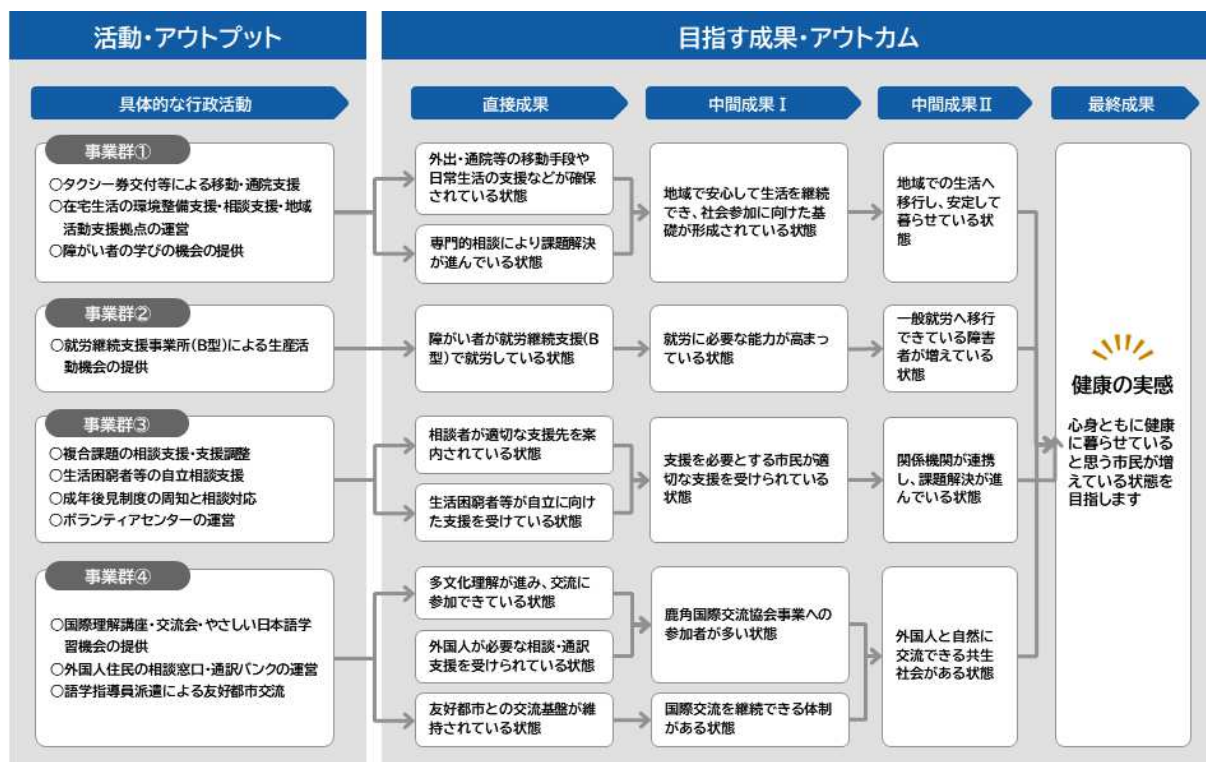 活動・アウトプット
目指す成果・アウトカム
具体的な行政活動
直接成果
中間成果Ⅰ
中間成果Ⅱ
最終成果
事業群①
○タクシー券交付等による移動・通院支援
○在宅生活の環境整備支援・相談支援・地域
活動支援拠点の運営
○障がい者の学びの機会の提供
外出・通院等の移動手段や
日常生活の支援などが確保
されている状態
専門的相談により課題解決
が進んでいる状態
地域で安心して生活を継続
でき、社会参加に向けた基
礎が形成されている状態
地域での生活へ
移行し、安定して
暮らせている状
態
事業群②
○就労継続支援事業所(B型)による生産活
動機会の提供
障がい者が就労継続支援(B
型)で就労している状態
就労に必要な能力が高まっ
ている状態
一般就労へ移行
できている障害
者が増えている
状態
事業群③
○複合課題の相談支援・支援調整
○生活困窮者等の自立相談支援
○成年後見制度の周知と相談対応
○ボランティアセンターの運営
相談者が適切な支援先を案
内されている状態
生活困窮者等が自立に向け
た支援を受けている状態
支援を必要とする市民が適
切な支援を受けられている
状態
関係機関が連携
し、課題解決が進
んでいる状態
事業群④
○国際理解講座・交流会・やさしい日本語学
習機会の提供
○外国人住民の相談窓口・通訳バンクの運営
○語学指導員派遣による友好都市交流
多文化理解が進み、交流に
参加できている状態
外国人が必要な相談・通訳
支援を受けられている状態
友好都市との交流基盤が維
持されている状態
鹿角国際交流協会事業への
参加者が多い状態
国際交流を継続できる体制
がある状態
外国人と自然に
交流できる共生
社会がある状態
健康の実感
心身ともに健康
に暮らせている
と思う市民が増
えている状態を
目指します